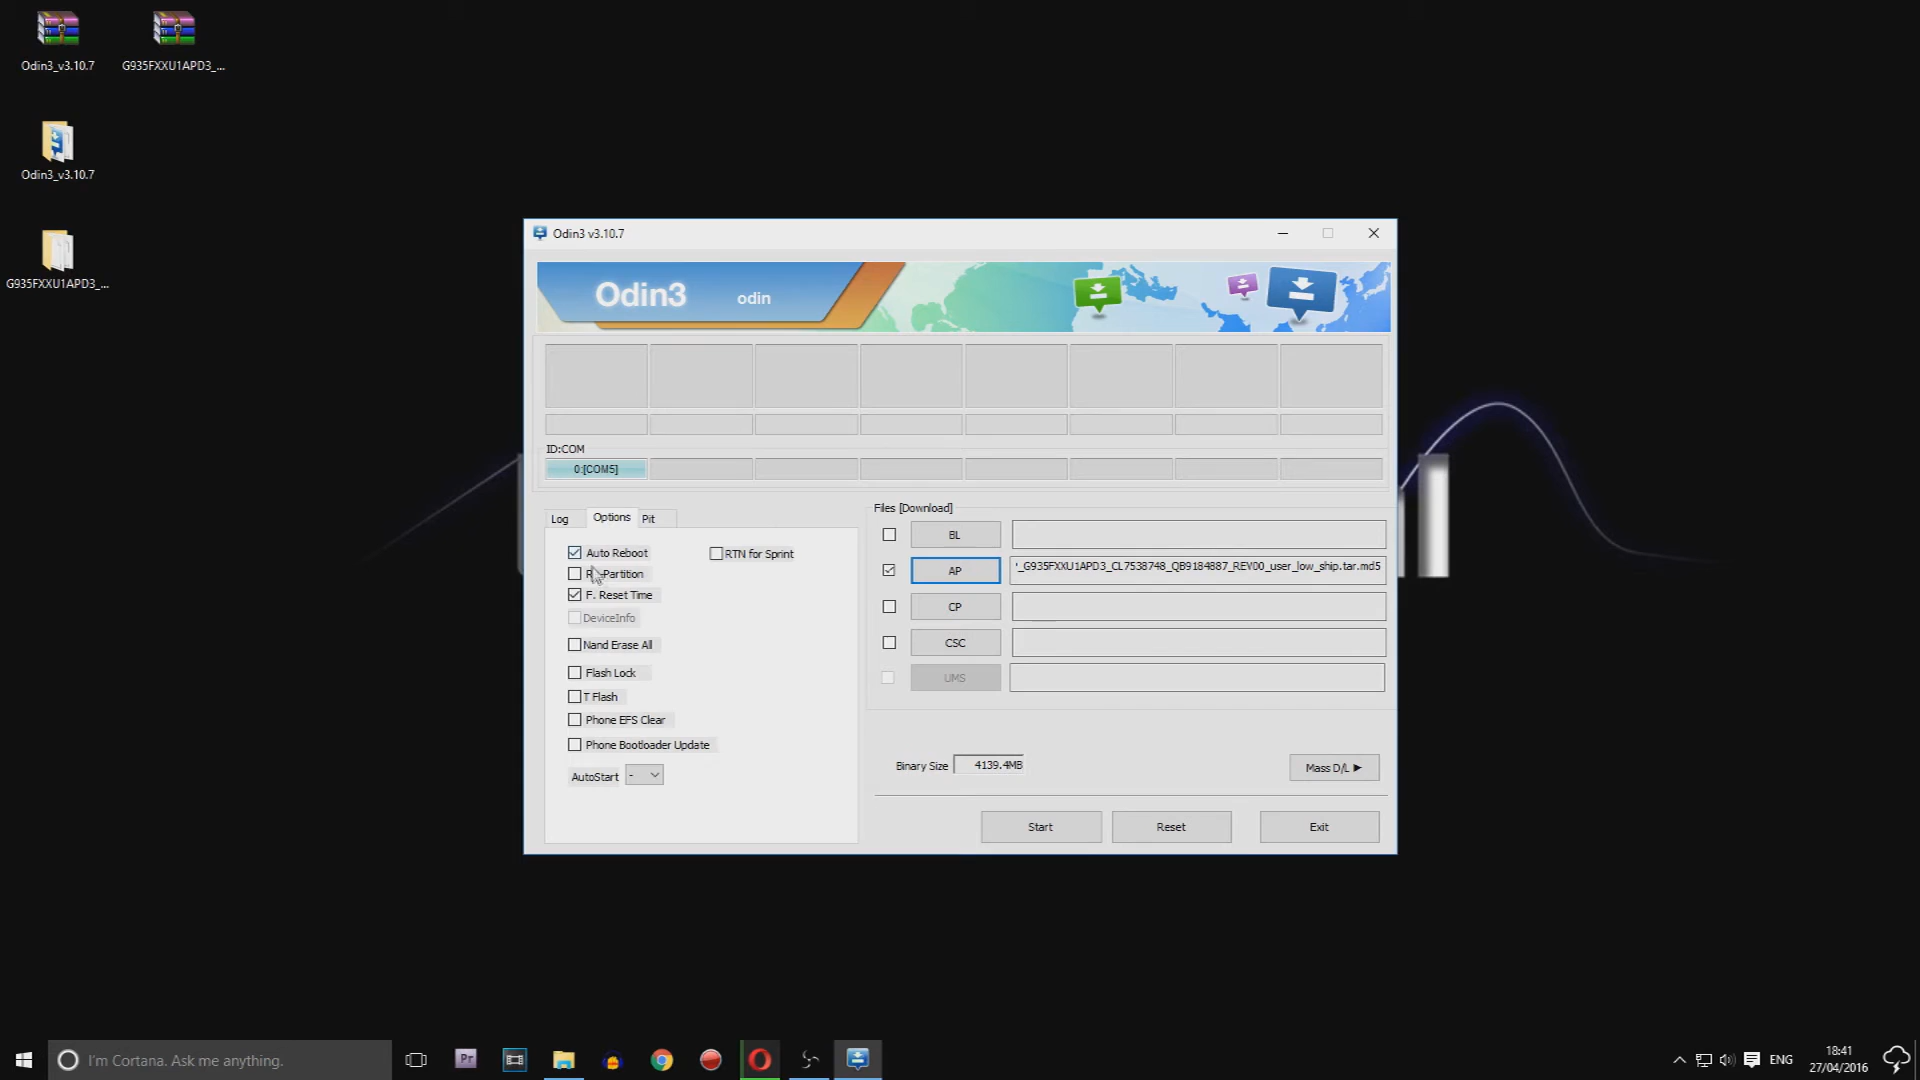 Odin3_v3.10.7
G935FXXU1APD3_...
Odin3_v3.10.7
G935FXXU1APD3_...
Odin3 v3.10.7
Odin3
odin
ID:COM
0:[COM5]
Log
Options
Pit
Auto Reboot
RTN for Sprint
F. Reset Time
DeviceInfo
Nand Erase All
Flash Lock
T Flash
Phone EFS Clear
Phone Bootloader Update
AutoStart
-
Files [Download]
BL
AP
'_G935FXXU1APD3_CL7538748_QB9184887_REV00_user_low_ship.tar.md5
CP
CSC
UMS
Binary Size
4139.4MB
Mass D/L
Start
Reset
Exit
I'm Cortana. Ask me anything.
Pr
ENG
18:41
27/04/2016